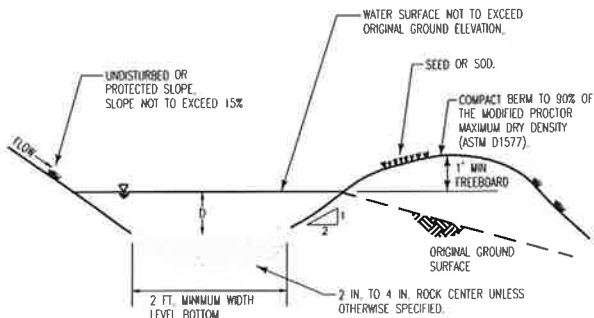 WATER SURFACE NOT TO EXCEED
ORIGINAL GROUND ELEVATION.
UNDISTURBED OR
PROTECTED SLOPE.
SLOPE NOT TO EXCEED 15%
SEED OR SOD.
COMPACT BERM TO 90% OF
THE MODIFIED PROCTOR
MAXIMUM DRY DENSITY
(ASTM D1577).
FLOW
1' MIN
FREEBOARD
D
1
2
ORIGINAL GROUND
SURFACE
2 FT. MINIMUM WIDTH
LEVEL BOTTOM
2 IN. TO 4 IN. ROCK CENTER UNLESS
OTHERWISE SPECIFIED.